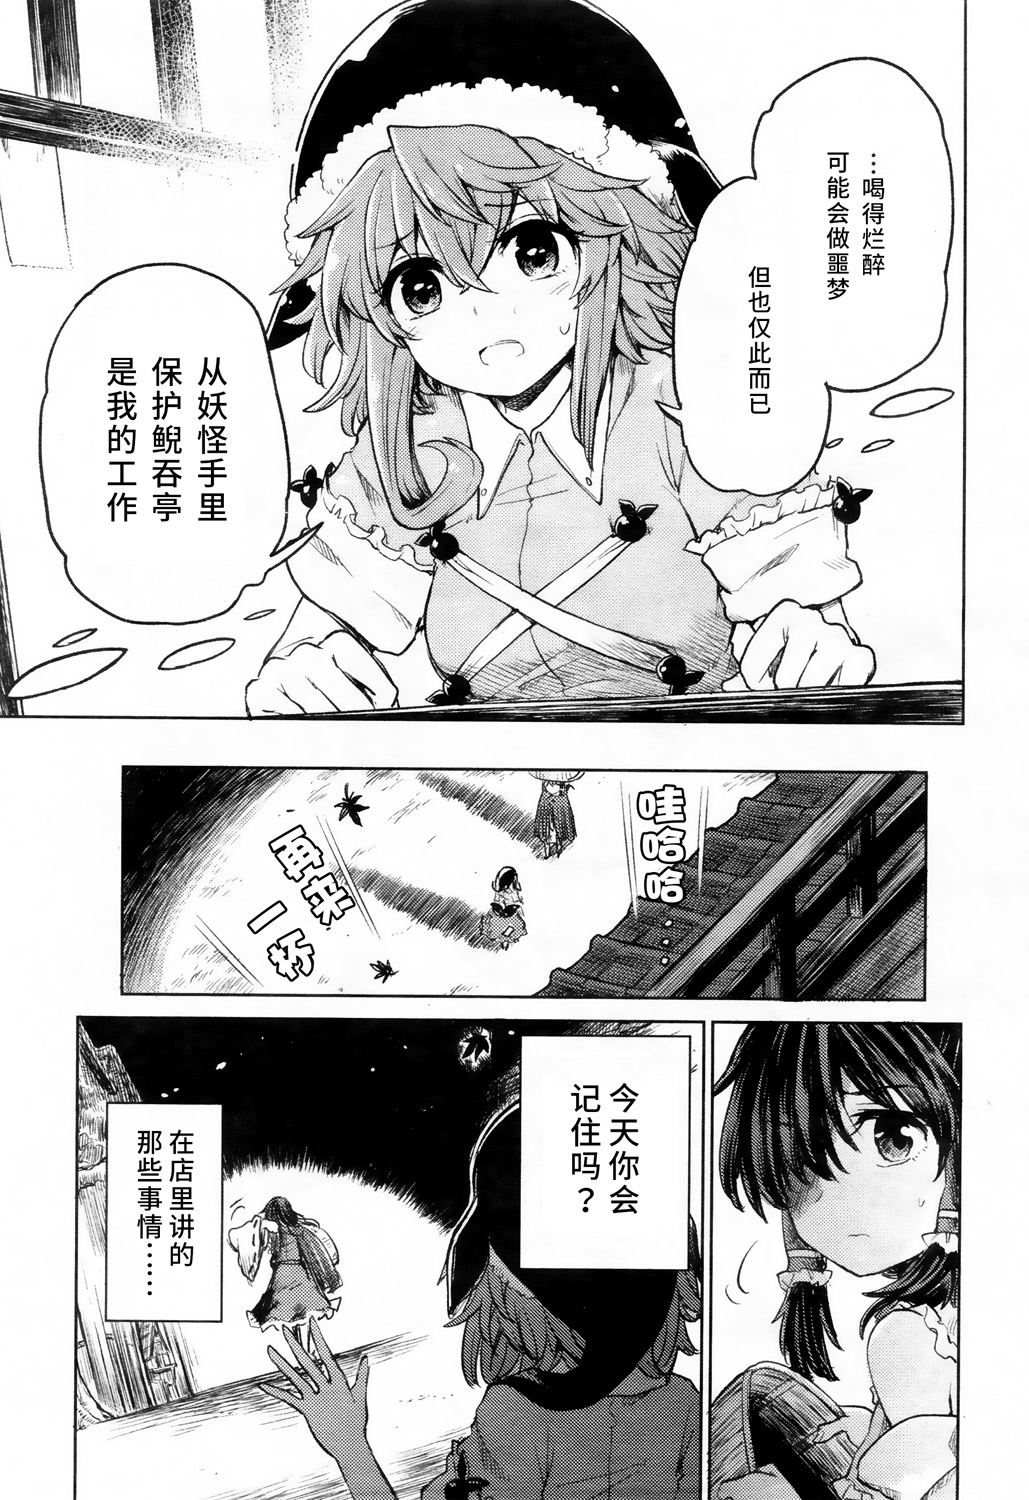 …喝得烂醉
可能会做噩梦
但也仅此而已
从妖怪手里
保护鲵吞亭
是我的工作
哇哈哈……
再来
一杯
今天你会
记住吗？
在店里讲的
那些事情……